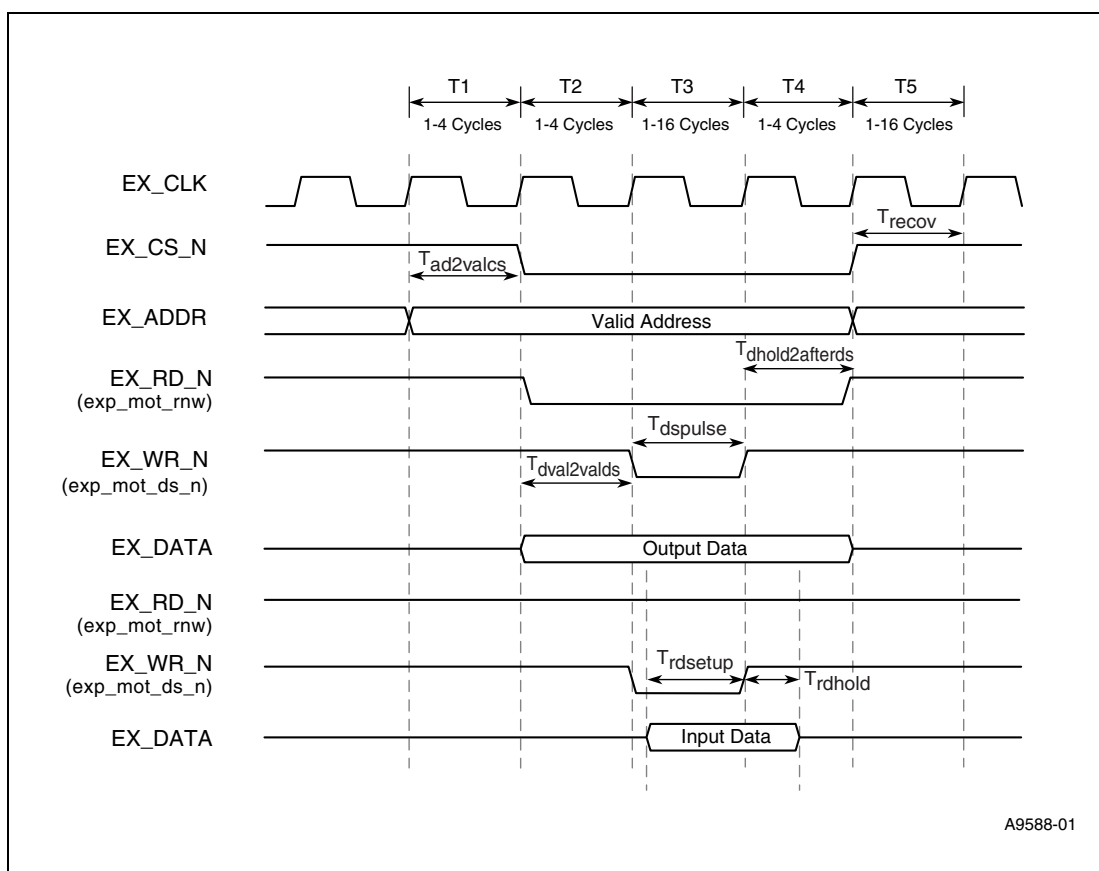 T1 T2 T3 T4 T5
1-4 Cycles 1-4 Cycles 1-16 Cycles 1-4 Cycles 1-16 Cycles
EX_CLK
Trecov
EX_CS_N
Tad2valcs
EX_ADDR
Valid Address
Tdhold2afterds
EX_RD_N
(exp_mot_rnw)
Tdspulse
EX_WR_N
Tdval2valds
(exp_mot_ds_n)
EX_DATA
Output Data
EX_RD_N
(exp_mot_rnw)
EX_WR_N
Trdsetup
(exp_mot_ds_n)
Trdhold
EX_DATA
Input Data
A9588-01